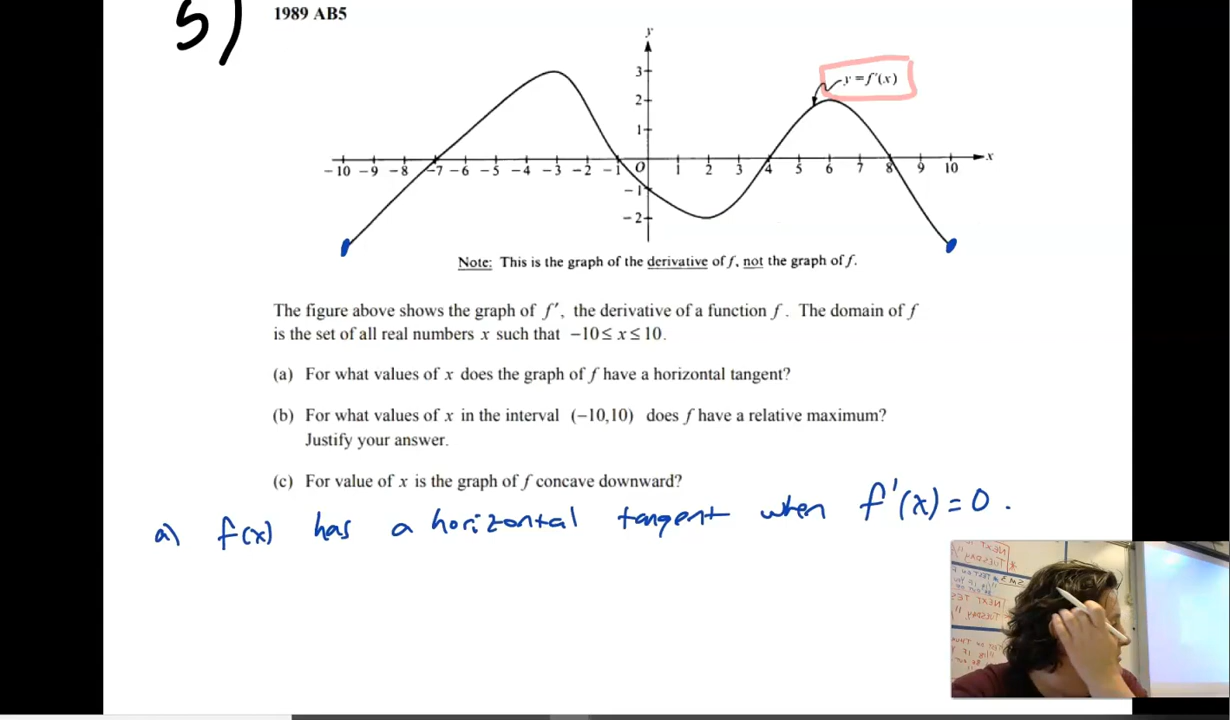 5)
1989 AB5
y
3
2
1
y = f'(x)
-10 -9 -8 -7 -6 -5 -4 -3 -2 -1 O 1 2 3 4 5 6 7 8 9 10 x
-1
-2
Note: This is the graph of the derivative of f, not the graph of f.
The figure above shows the graph of f', the derivative of a function f. The domain of f
is the set of all real numbers x such that −10≤ x≤ 10.
(a) For what values of x does the graph of f have a horizontal tangent?
(b) For what values of x in the interval (−10,10) does f have a relative maximum?
Justify your answer.
(c) For value of x is the graph of f concave downward?
a) f(x) has a horizontal tangent when f'(x) = 0.